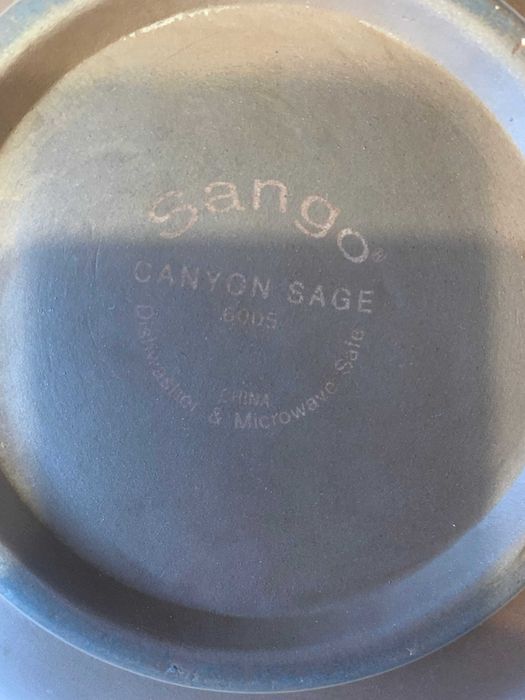 Sango®
CANYON SAGE
6005
CHINA
Dishwasher & Microwave Safe